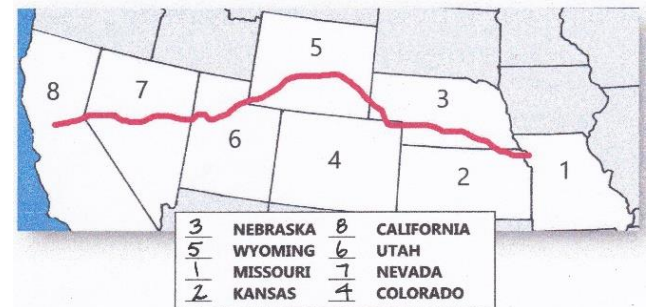 5
8
7
3
6
4
2
1
3 NEBRASKA 8 CALIFORNIA
5 WYOMING 6 UTAH
1 MISSOURI 7 NEVADA
2 KANSAS 4 COLORADO